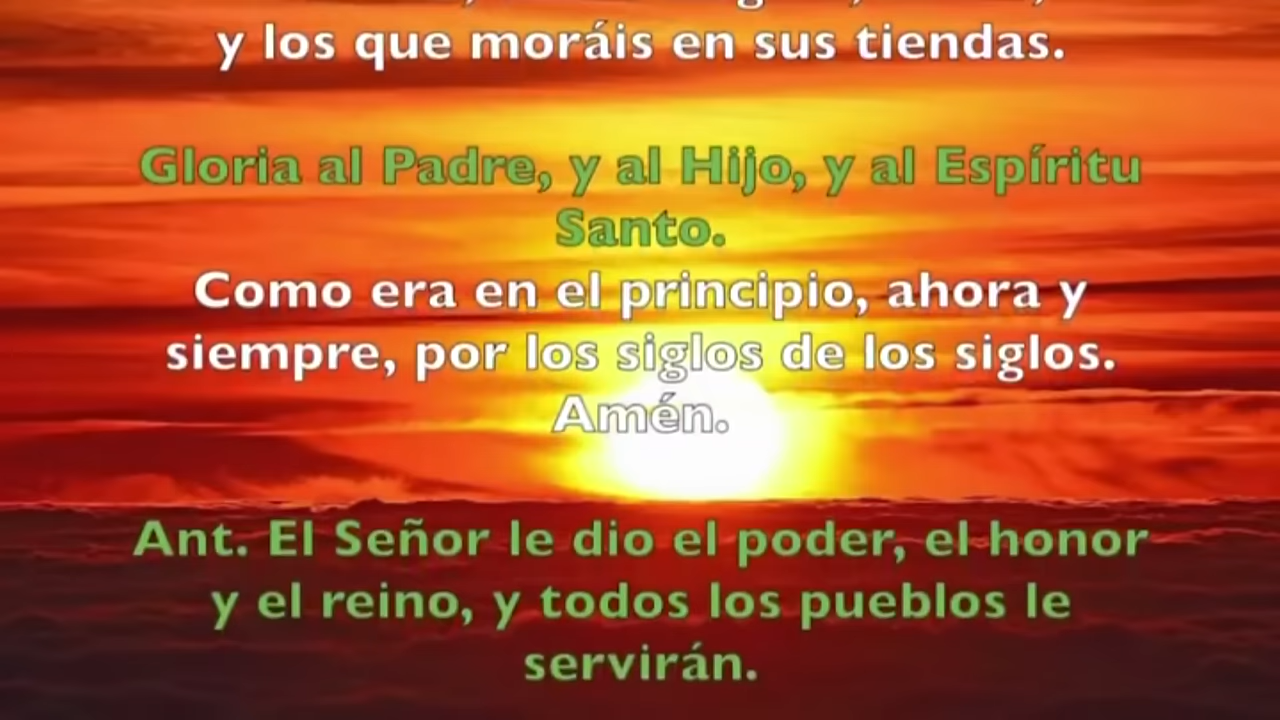 y los que moráis en sus tiendas.
Gloria al Padre, y al Hijo, y al Espíritu
Santo.
Como era en el principio, ahora y
siempre, por los siglos de los siglos.
Amén.
Ant. El Señor le dio el poder, el honor
y el reino, y todos los pueblos le
servirán.